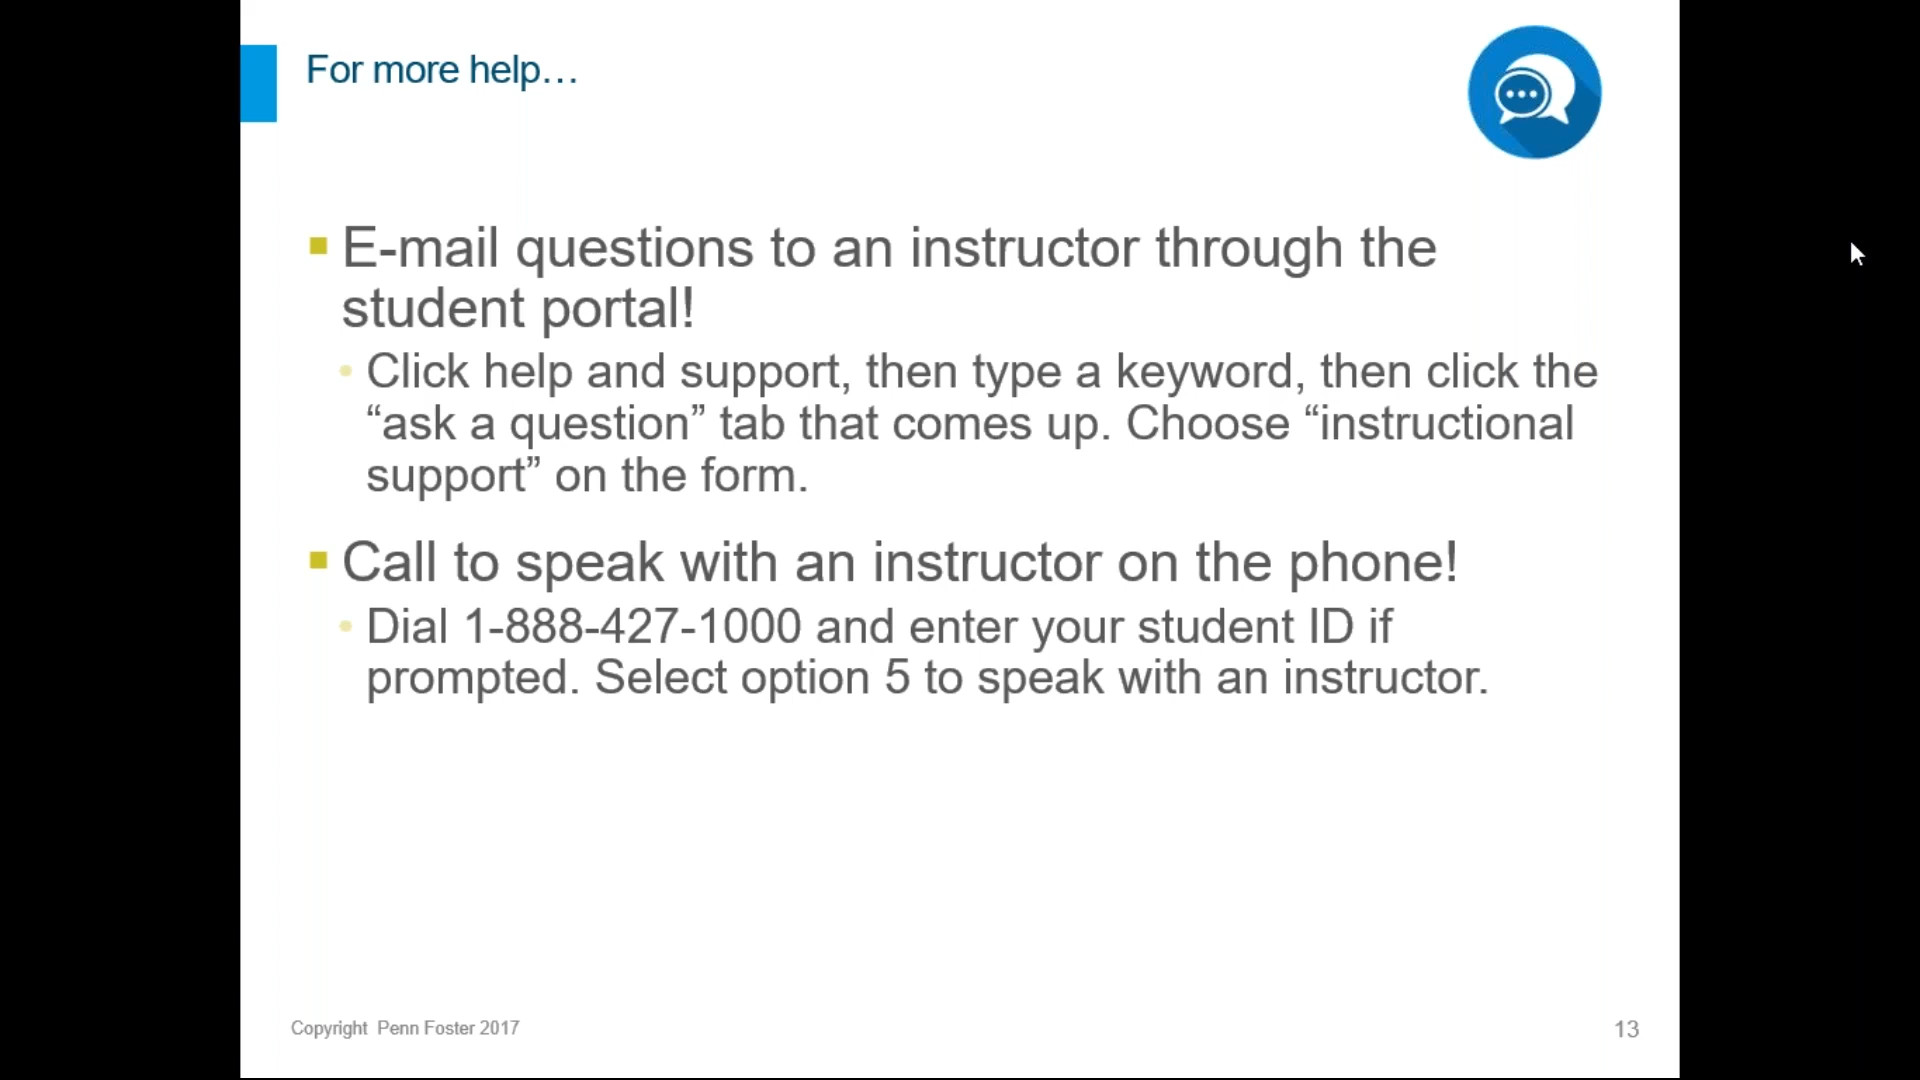 For more help…
E-mail questions to an instructor through the
student portal!
Click help and support, then type a keyword, then click the
“ask a question” tab that comes up. Choose “instructional
support” on the form.
Call to speak with an instructor on the phone!
Dial 1-888-427-1000 and enter your student ID if
prompted. Select option 5 to speak with an instructor.
Copyright Penn Foster 2017
13